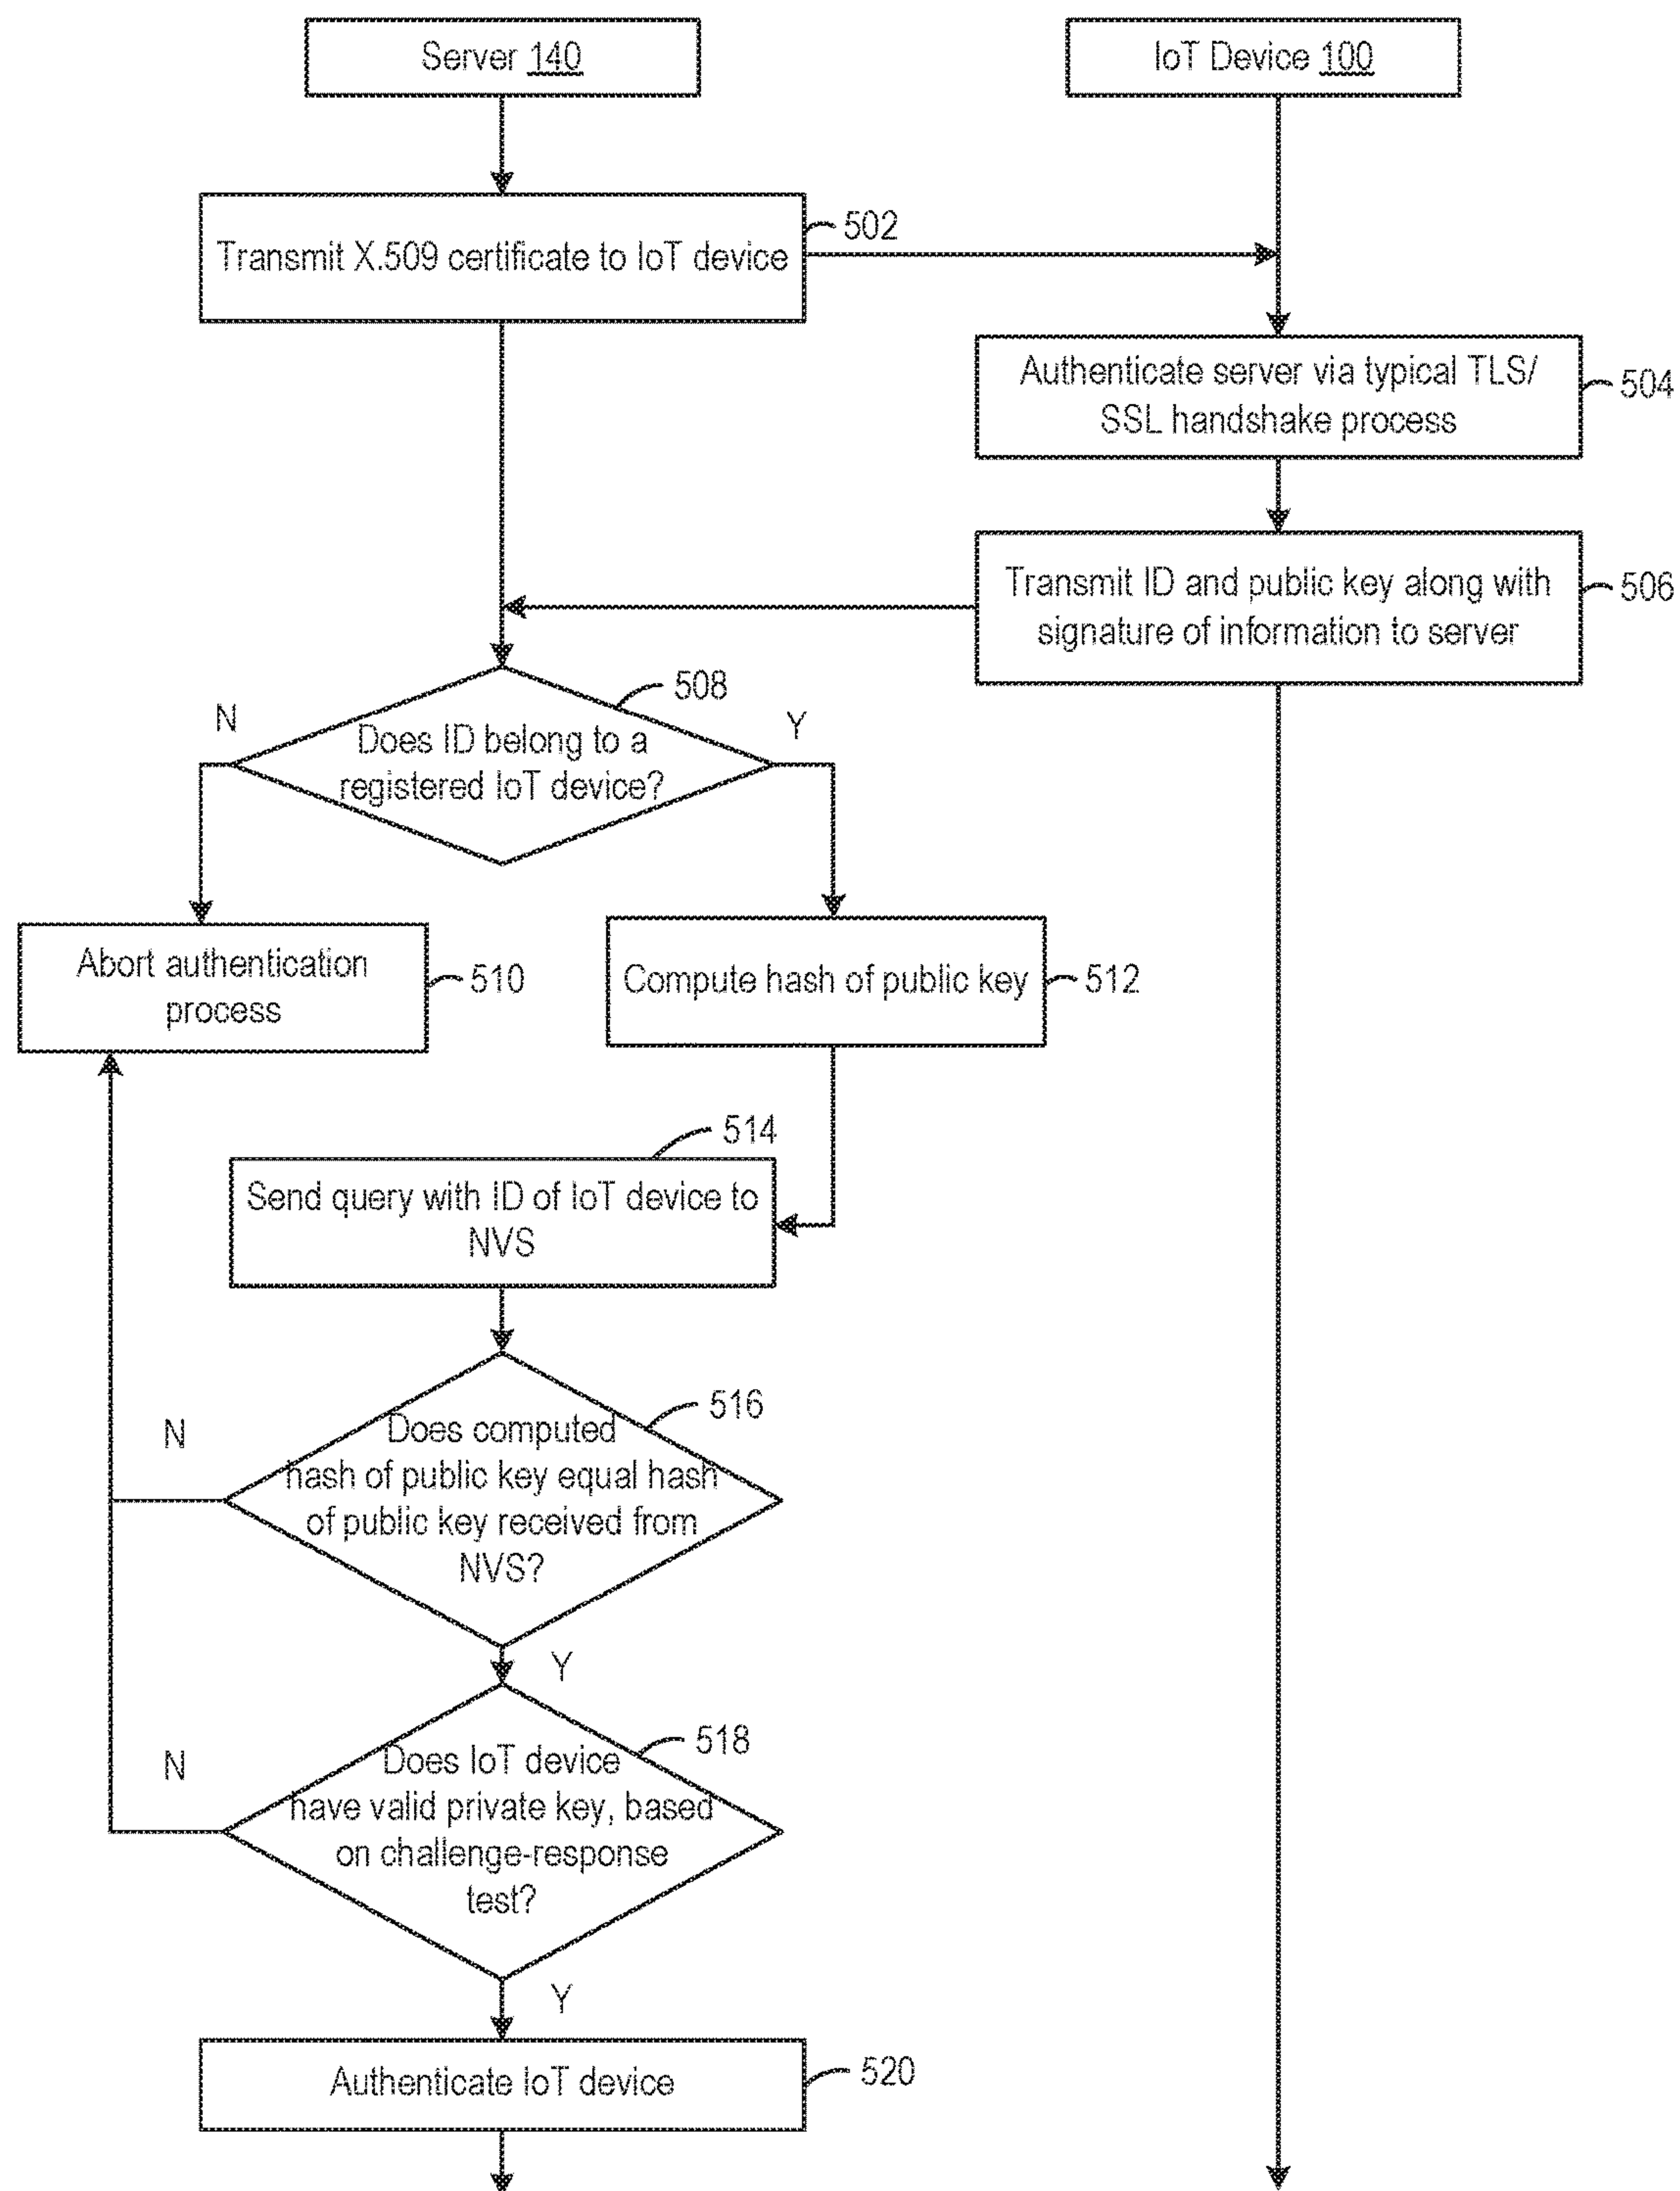 Server 140
IoT Device 100
Transmit X.509 certificate to IoT device
502
Authenticate server via typical TLS/
SSL handshake process
504
Transmit ID and public key along with
signature of information to server
506
508
N
Y
Does ID belong to a
registered IoT device?
Abort authentication
process
510
Compute hash of public key
512
514
Send query with ID of IoT device to
NVS
516
N
Does computed
hash of public key equal hash
of public key received from
NVS?
Y
518
N
Does IoT device
have valid private key, based
on challenge-response
test?
Y
Authenticate IoT device
520